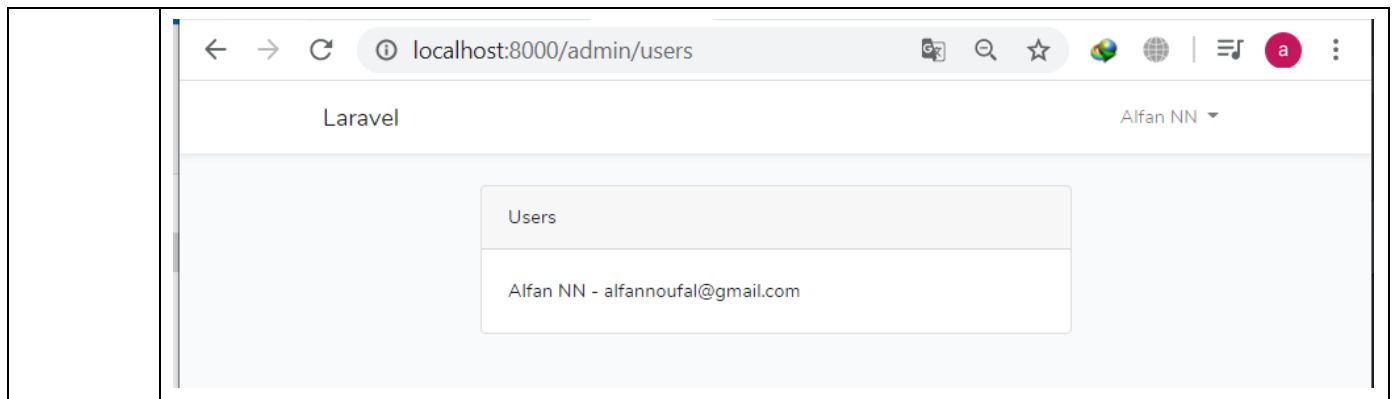 localhost:8000/admin/users
a
Laravel
Alfan NN
Users
Alfan NN - alfannoufal@gmail.com